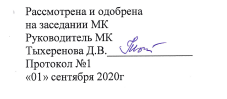 Рассмотрена и одобрена
на заседании МК
Руководитель МК
Тыхеренова Д.В.
Протокол №1
«01» сентября 2020г